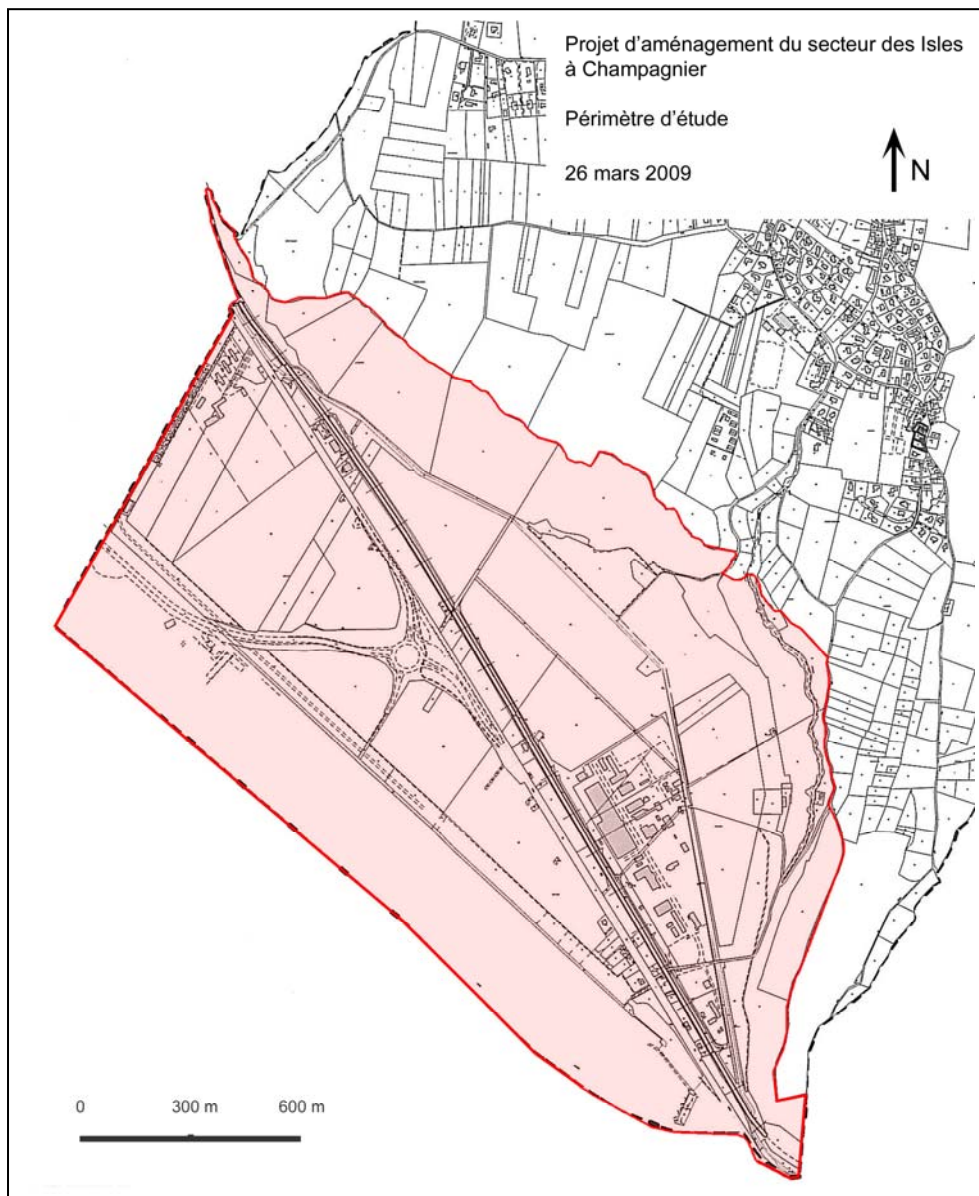 Projet d'aménagement du secteur des Isles
à Champagnier
Périmètre d'étude
26 mars 2009
N
0 300 m 600 m